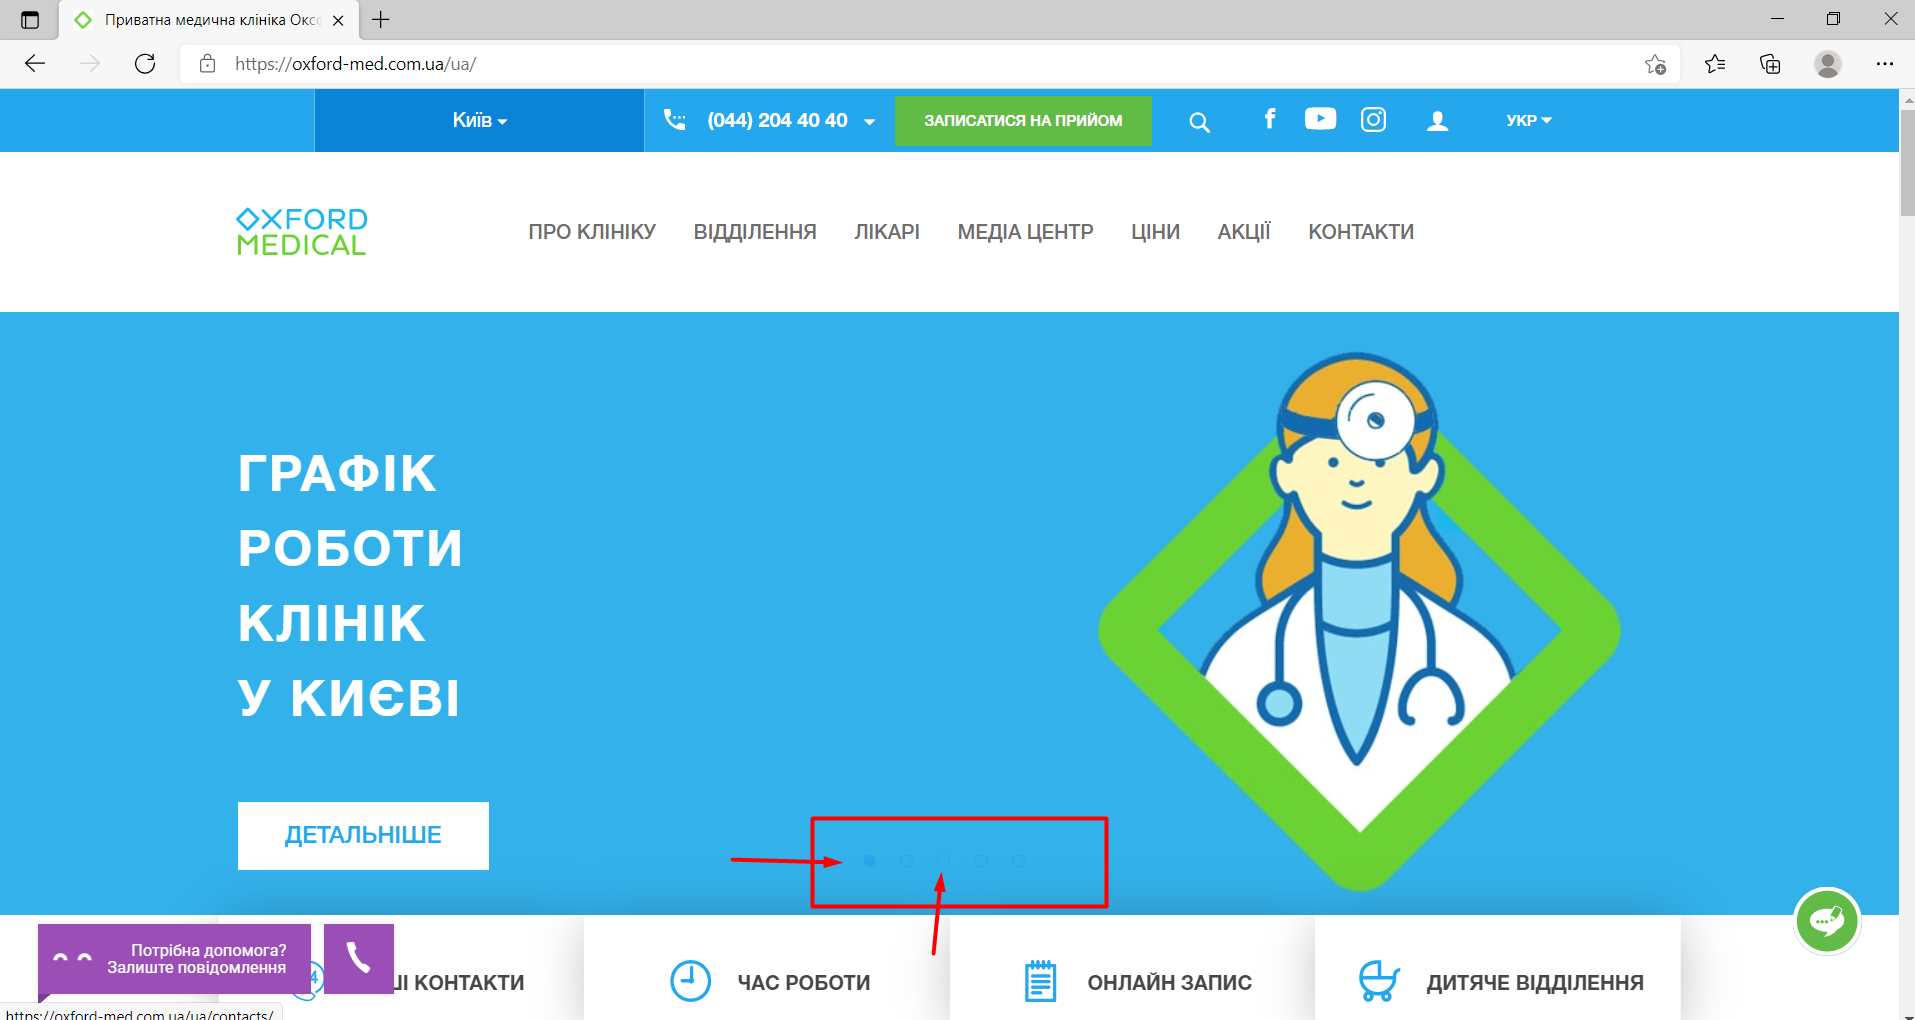 Приватна медична клініка Оксф
https://oxford-med.com.ua/ua/
Київ
(044) 204 40 40
ЗАПИСАТИСЯ НА ПРИЙОМ
УКР
OXFORD
MEDICAL
ПРО КЛІНІКУ
ВІДДІЛЕННЯ
ЛІКАРІ
МЕДІА ЦЕНТР
ЦІНИ
АКЦІЇ
КОНТАКТИ
ГРАФІК
РОБОТИ
КЛІНІК
У КИЄВІ
ДЕТАЛЬНІШЕ
Потрібна допомога?
Залиште повідомлення
КОНТАКТИ
ЧАС РОБОТИ
ОНЛАЙН ЗАПИС
ДИТЯЧЕ ВІДДІЛЕННЯ
https://oxford-med.com.ua/ua/contacts/